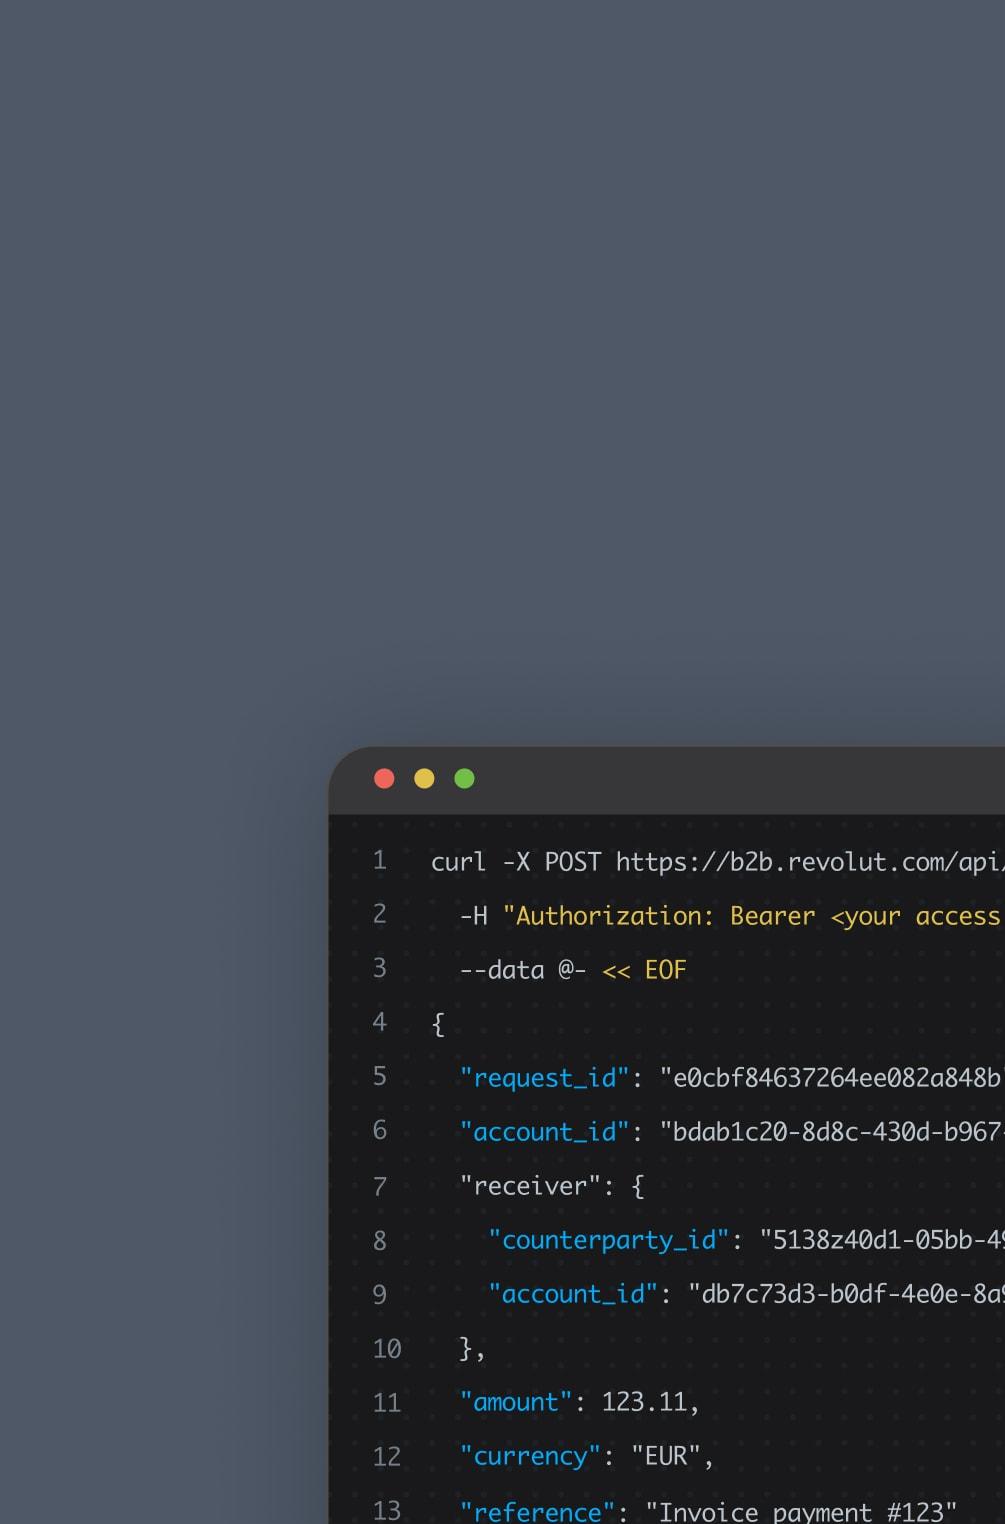 1 curl -X POST https://b2b.revolut.com/api/
2 -H "Authorization: Bearer <your access
3 --data @- << EOF
4 {
5 "request_id": "e0cbf84637264ee082a848b
6 "account_id": "bdab1c20-8d8c-430d-b967-
7 "receiver": {
8 "counterparty_id": "5138z40d1-05bb-49
9 "account_id": "db7c73d3-b0df-4e0e-8a9
10 },
11 "amount": 123.11,
12 "currency": "EUR",
13 "reference": "Invoice payment #123"